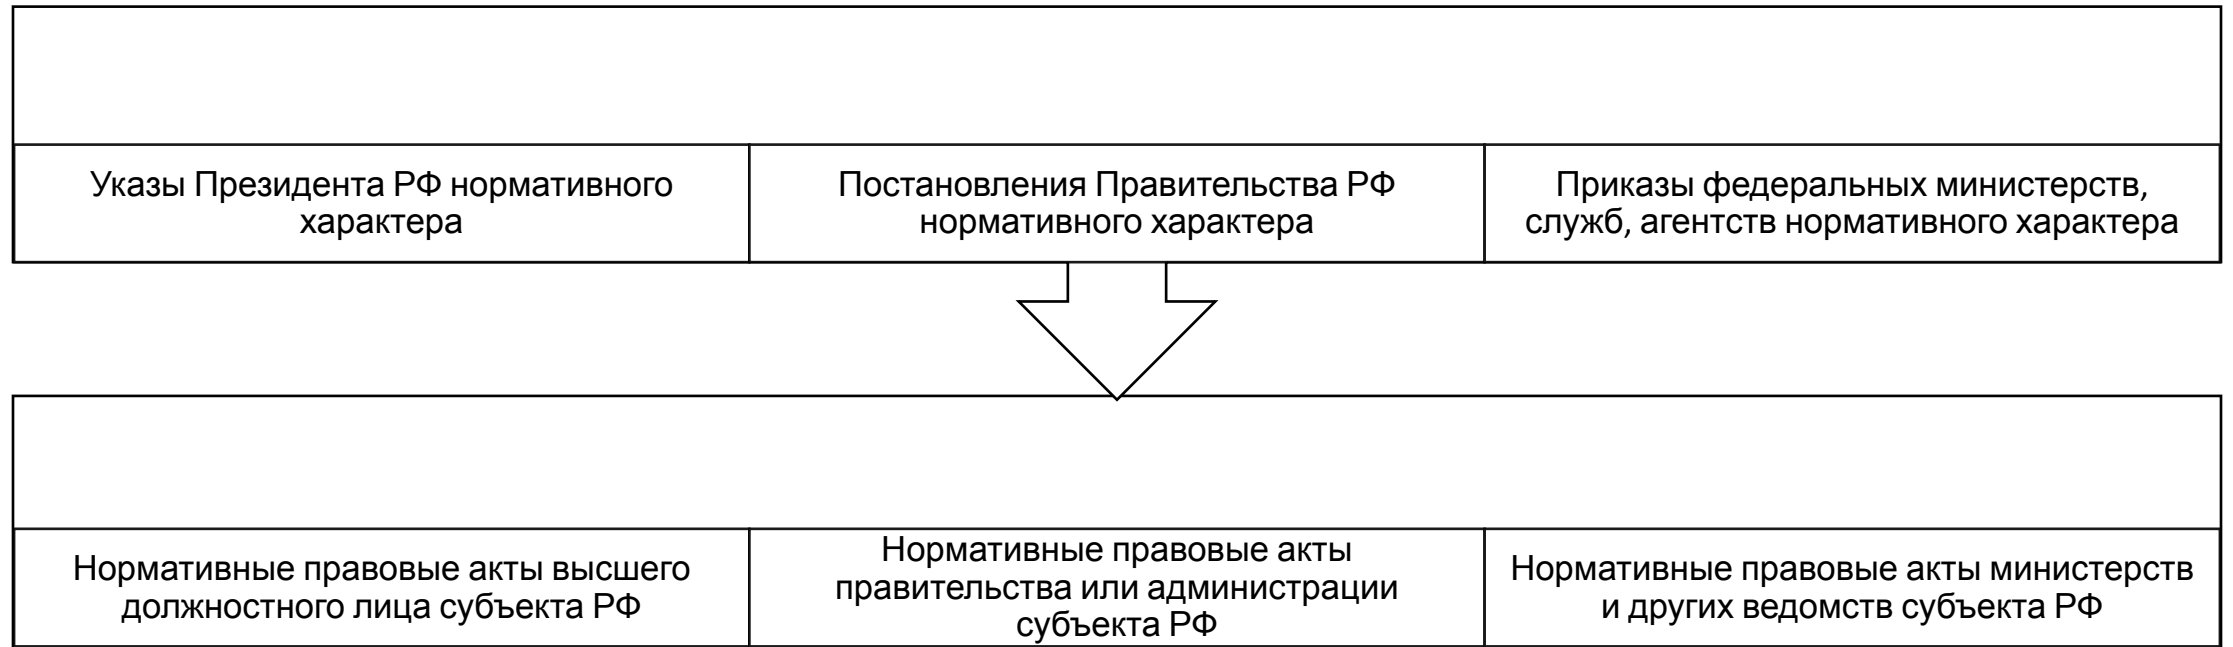 Указы Президента РФ нормативного
характера
Постановления Правительства РФ
нормативного характера
Приказы федеральных министерств,
служб, агентств нормативного характера
Нормативные правовые акты высшего
должностного лица субъекта РФ
Нормативные правовые акты
правительства или администрации
субъекта РФ
Нормативные правовые акты министерств
и других ведомств субъекта РФ